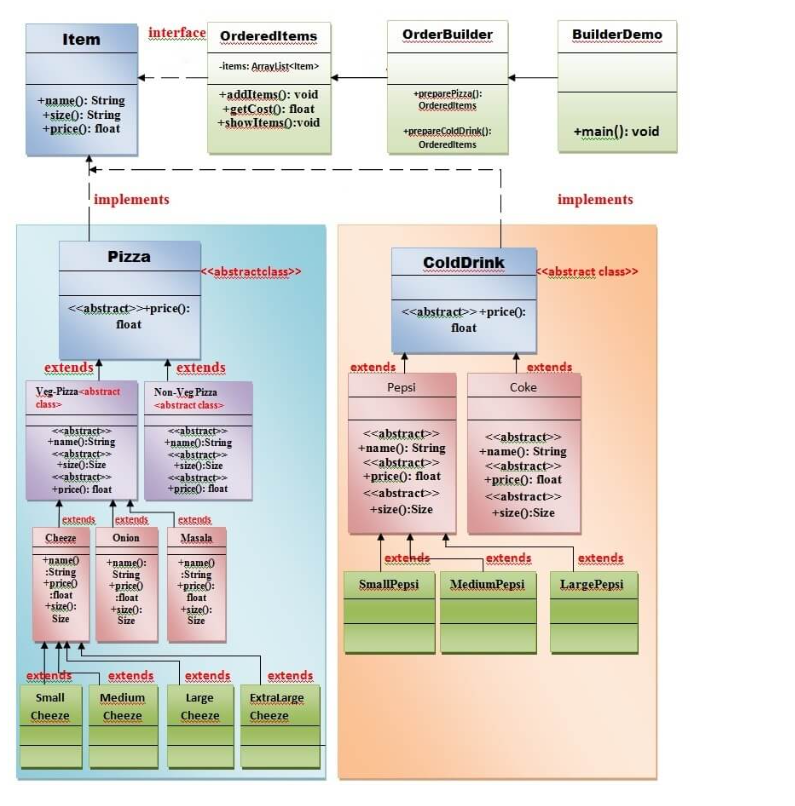 Item
+name(): String
+size(): String
+price(): float
interface
OrderedItems
-items: ArrayList<Item>
+addItems(): void
+getCost(): float
+showItems():void
OrderBuilder
+preparePizza():
OrderedItems
+prepareColdDrink():
OrderedItems
BuilderDemo
+main(): void
implements
implements
Pizza
<<abstractclass>>
<<abstract>>+price():
float
ColdDrink
<<abstract class>>
<<abstract>> +price():
float
extends
extends
Veg-Pizza<abstract
class>
<<abstract>>
+name():String
<<abstract>>
+size():Size
<<abstract>>
+price(): float
Non-Veg Pizza
<abstract class>
<<abstract>>
+name():String
<<abstract>>
+size():Size
<<abstract>>
+price(): float
extends
extends
Pepsi
<<abstract>>
+name(): String
<<abstract>>
+price(): float
<<abstract>>
+size():Size
Coke
<<abstract>>
+name(): String
<<abstract>>
+price(): float
<<abstract>>
+size():Size
extends
extends
extends
Cheeze
+name()
:String
+price()
:float
+size():
Size
Onion
+name():
String
+price()
:float
+size():
Size
Masala
+name()
:String
+price():
float
+size():
Size
extends
extends
extends
SmallPepsi
MediumPepsi
LargePepsi
extends
extends
extends
extends
Small
Cheeze
Medium
Cheeze
Large
Cheeze
ExtraLarge
Cheeze